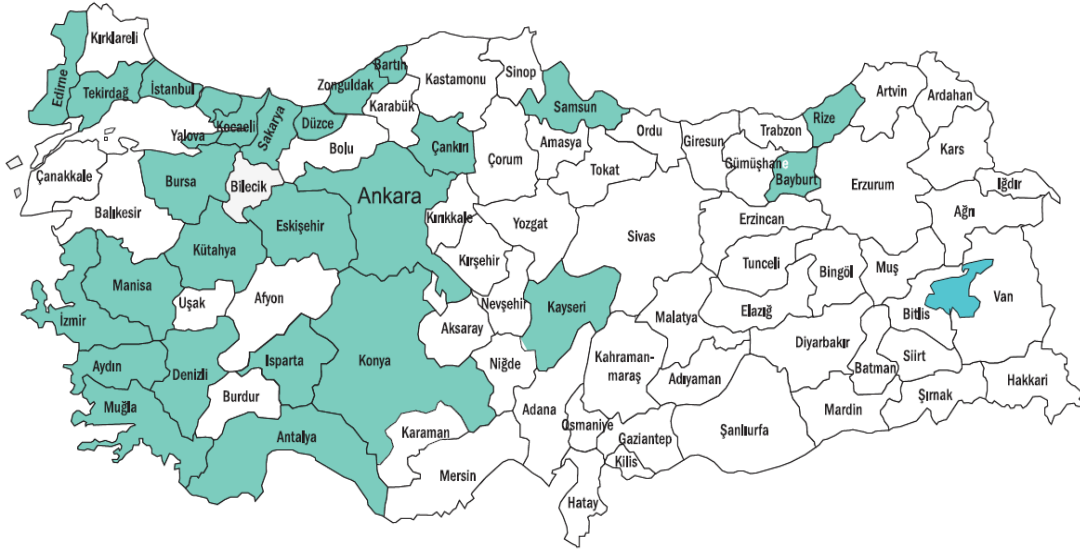 Kırklareli
Edirne
Tekirdağ
İstanbul
Kocaeli
Yalova
Sakarya
Düzce
Zonguldak
Bartın
Karabük
Kastamonu
Sinop
Samsun
Bolu
Çankırı
Çorum
Amasya
Tokat
Ordu
Giresun
Trabzon
Gümüşhane
Rize
Bayburt
Artvin
Ardahan
Kars
Iğdır
Ağrı
Erzurum
Erzincan
Çanakkale
Balıkesir
Bursa
Bilecik
Eskişehir
Ankara
Kırıkkale
Yozgat
Sivas
Kütahya
Kırşehir
Tunceli
Bingöl
Muş
Van
Bitlis
Manisa
Uşak
Afyon
Nevşehir
Kayseri
Malatya
Elazığ
Diyarbakır
Batman
Siirt
Hakkari
Şırnak
Mardin
İzmir
Aydın
Denizli
Isparta
Burdur
Konya
Aksaray
Niğde
Kahraman-
maraş
Adıyaman
Şanlıurfa
Muğla
Antalya
Karaman
Mersin
Adana
Osmaniye
Gaziantep
Kilis
Hatay